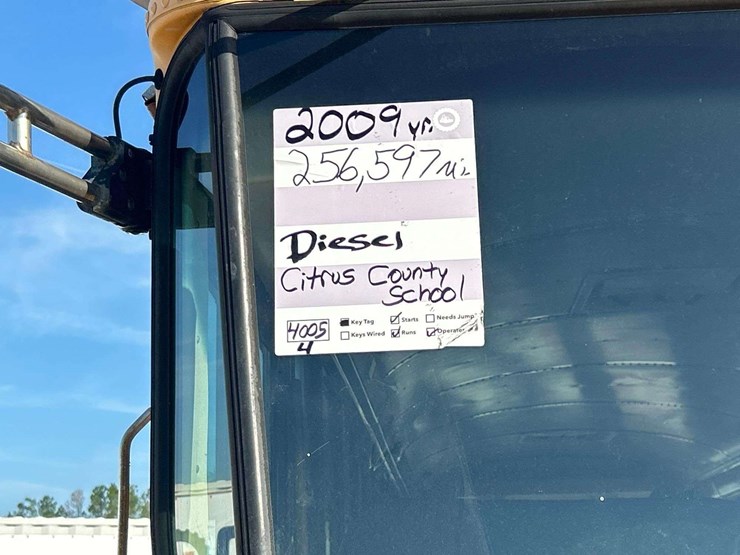 2009 yr.
256,597 mi
Diesel
Citrus County
School
4005 Key Tag Starts Needs Jump
4 Keys Wired Runs Operates